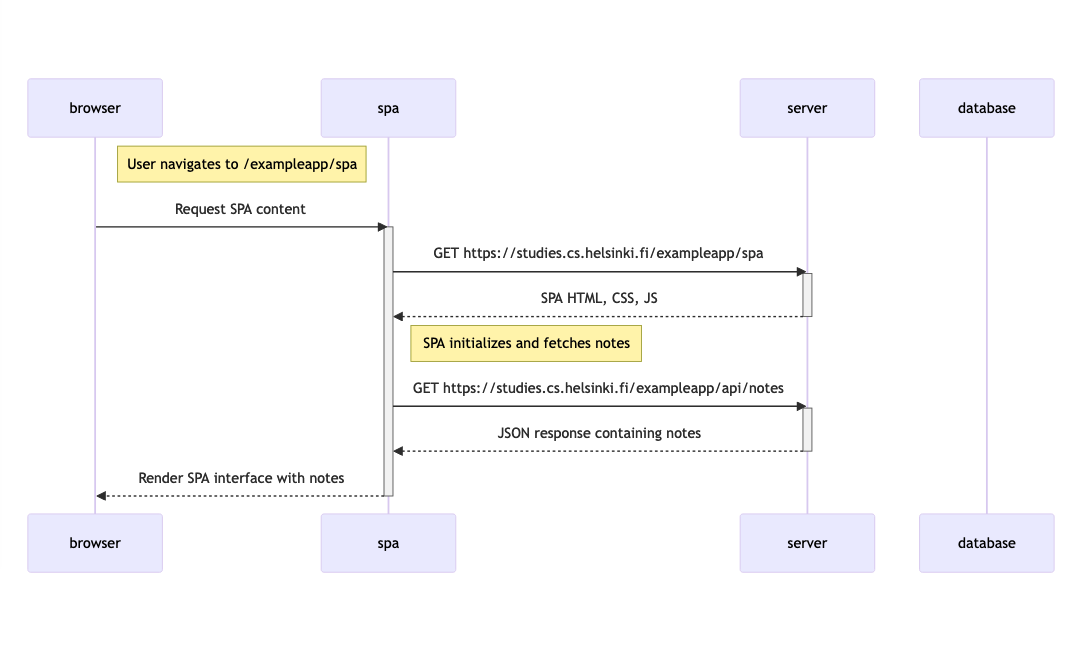 browser
spa
server
database
User navigates to /exampleapp/spa
Request SPA content
GET https://studies.cs.helsinki.fi/exampleapp/spa
SPA HTML, CSS, JS
SPA initializes and fetches notes
GET https://studies.cs.helsinki.fi/exampleapp/api/notes
JSON response containing notes
Render SPA interface with notes
browser
spa
server
database